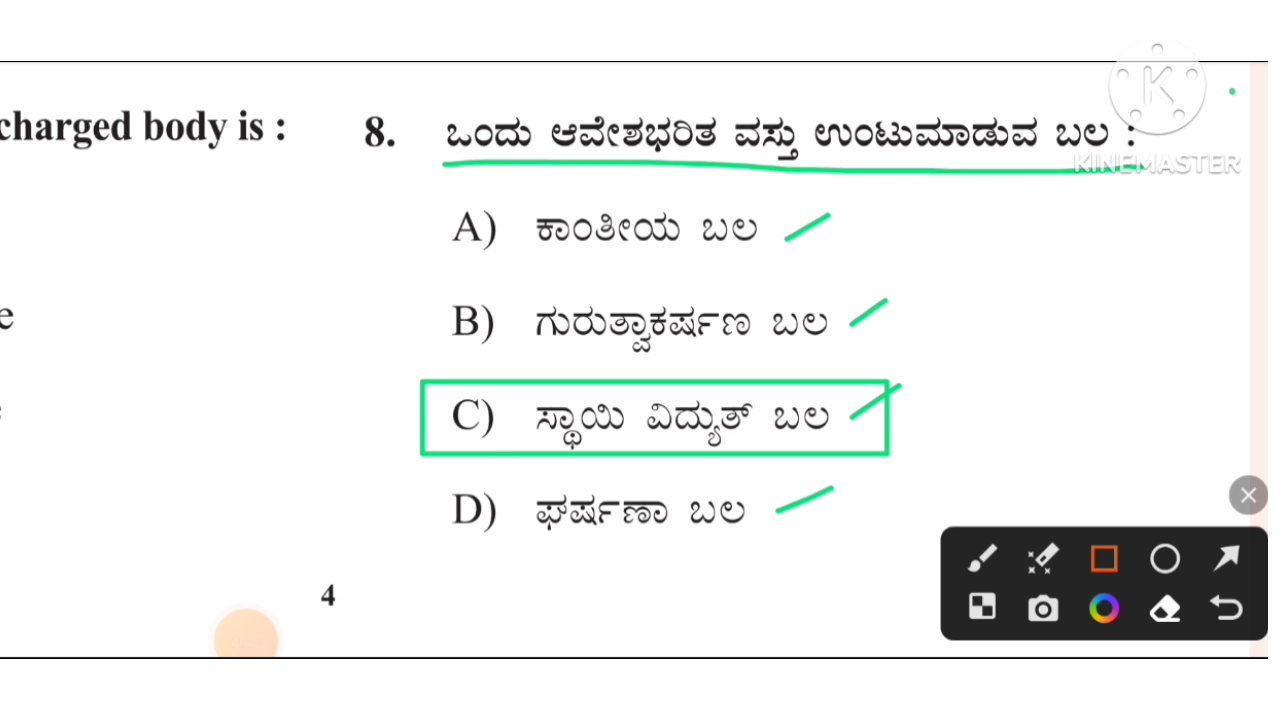 charged body is :
8. ಒಂದು ಆವೇಶಭರಿತ ವಸ್ತು ಉಂಟುಮಾಡುವ ಬಲ :
KINEMASTER
A) ಕಾಂತೀಯ ಬಲ
B) ಗುರುತ್ವಾಕರ್ಷಣ ಬಲ
e
C) ಸ್ಥಾಯಿ ವಿದ್ಯುತ್ ಬಲ
D) ಘರ್ಷಣಾ ಬಲ
4